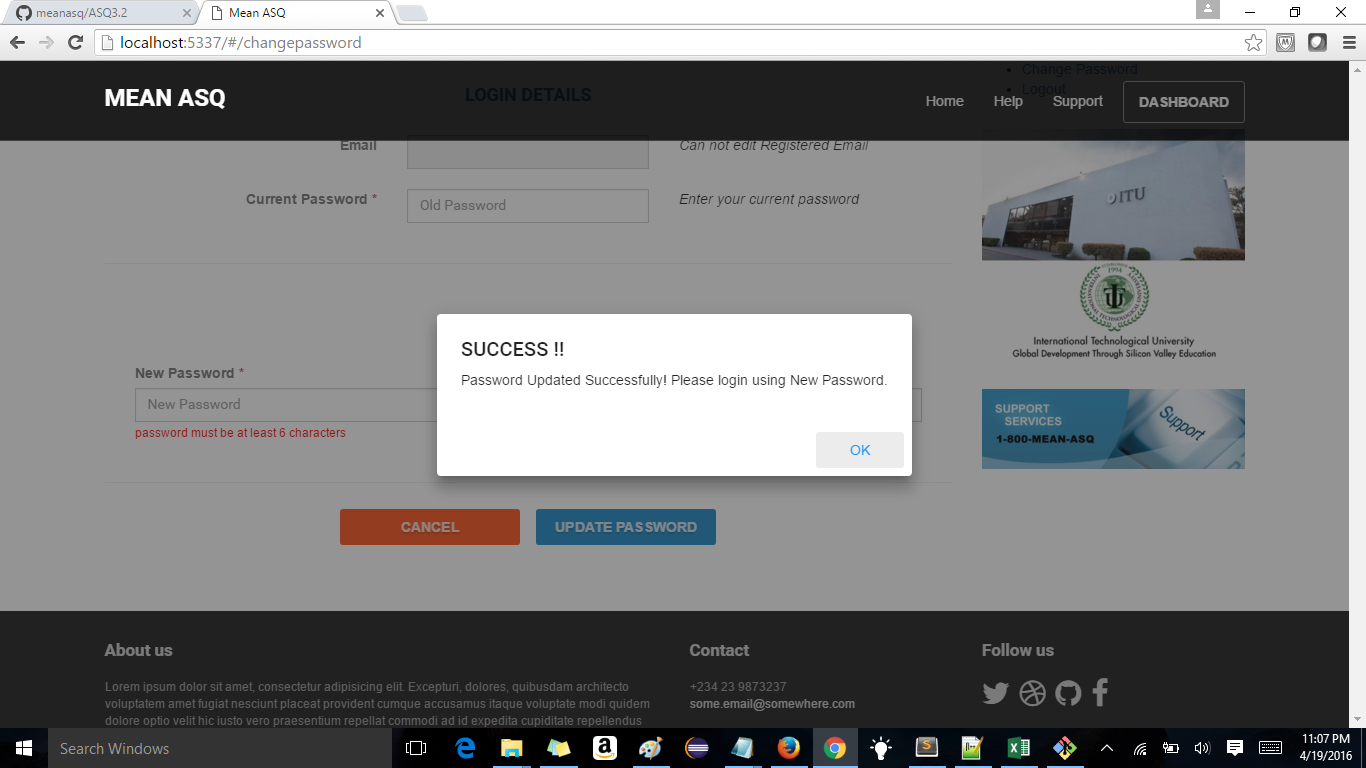 meanasq/ASQ3.2
Mean ASQ
localhost:5337/#/changepassword
Change Password
Logout
MEAN ASQ
LOGIN DETAILS
Home
Help
Support
DASHBOARD
Email
Can not edit Registered Email
Current Password *
Old Password
Enter your current password
ITU
1994
International Technological University
Global Development Through Silicon Valley Education
SUCCESS !!
Password Updated Successfully! Please login using New Password.
OK
New Password *
New Password
password must be at least 6 characters
SUPPORT
SERVICES
1-800-MEAN-ASQ
Support
CANCEL
UPDATE PASSWORD
About us
Lorem ipsum dolor sit amet, consectetur adipisicing elit. Excepturi, dolores, quibusdam architecto
voluptatem amet fugiat nesciunt placeat provident cumque accusamus itaque voluptate modi quidem
dolore optio velit hic iusto vero praesentium repellat commodi ad id expedita cupiditate repellendus
Contact
+234 23 9873237
some.email@somewhere.com
Follow us
Search Windows
11:07 PM
4/19/2016